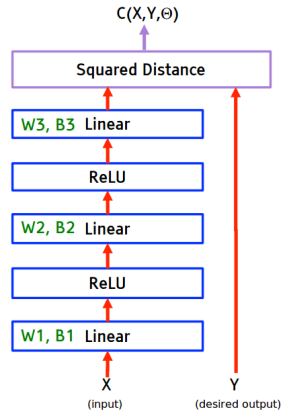 C(X,Y,Θ)
Squared Distance
W3, B3 Linear
ReLU
W2, B2 Linear
ReLU
W1, B1 Linear
X Y
(input) (desired output)